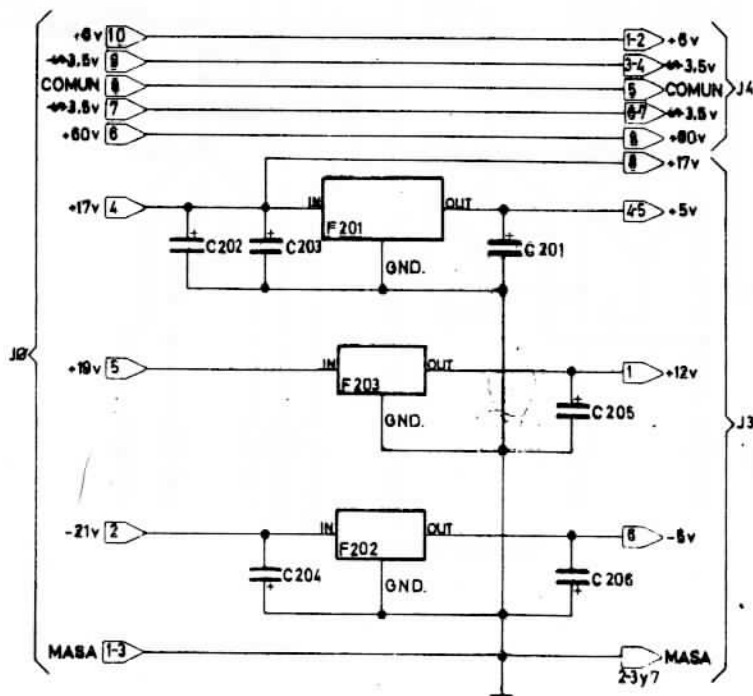 +6v 10 1-2 +6v
∿3.5v 9 3-4 ∿3.5v
COMUN 8 5 COMUN J4
∿3.5v 7 6-7 ∿3.5v
+60v 6 +60v
8 +17v
+17v 4 IN F201 OUT 4-5 +5v
+ C202 + C203 + C201
GND.
J0
+19v 5 IN F203 OUT 1 +12v
GND. + C205
J3
-21v 2 IN F202 OUT 6 -5v
C204 + GND. C206 +
MASA 1-3 MASA
2-3 y 7